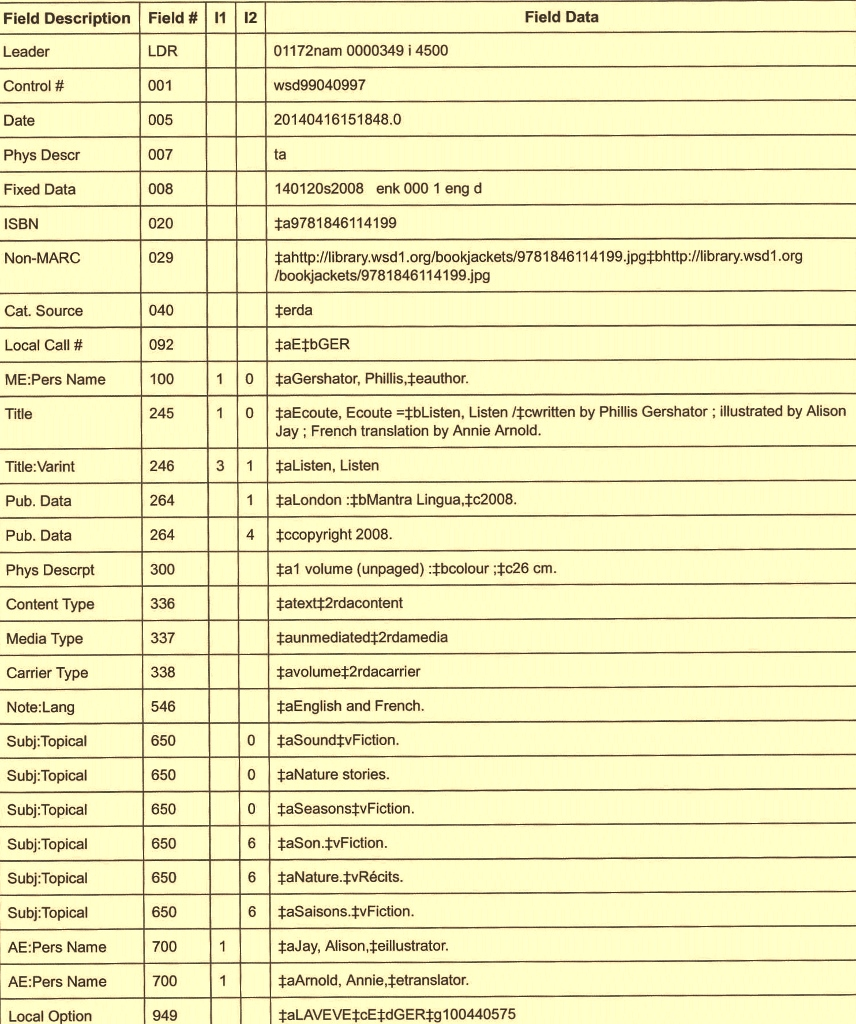 Field Description Field # I1 I2 Field Data
Leader LDR 01172nam 0000349 i 4500
Control # 001 wsd99040997
Date 005 20140416151848.0
Phys Descr 007 ta
Fixed Data 008 140120s2008 enk 000 1 eng d
ISBN 020 ‡a9781846114199
Non-MARC 029 ‡ahttp://library.wsd1.org/bookjackets/9781846114199.jpg‡bhttp://library.wsd1.org
/bookjackets/9781846114199.jpg
Cat. Source 040 ‡erda
Local Call # 092 ‡aE‡bGER
ME:Pers Name 100 1 0 ‡aGershator, Phillis,‡eauthor.
Title 245 1 0 ‡aEcoute, Ecoute =‡bListen, Listen /‡cwritten by Phillis Gershator ; illustrated by Alison
Jay ; French translation by Annie Arnold.
Title:Varint 246 3 1 ‡aListen, Listen
Pub. Data 264 1 ‡aLondon :‡bMantra Lingua,‡c2008.
Pub. Data 264 4 ‡ccopyright 2008.
Phys Descrpt 300 ‡a1 volume (unpaged) :‡bcolour ;‡c26 cm.
Content Type 336 ‡atext‡2rdacontent
Media Type 337 ‡aunmediated‡2rdamedia
Carrier Type 338 ‡avolume‡2rdacarrier
Note:Lang 546 ‡aEnglish and French.
Subj:Topical 650 0 ‡aSound‡vFiction.
Subj:Topical 650 0 ‡aNature stories.
Subj:Topical 650 0 ‡aSeasons‡vFiction.
Subj:Topical 650 6 ‡aSon.‡vFiction.
Subj:Topical 650 6 ‡aNature.‡vRécits.
Subj:Topical 650 6 ‡aSaisons.‡vFiction.
AE:Pers Name 700 1 ‡aJay, Alison,‡eillustrator.
AE:Pers Name 700 1 ‡aArnold, Annie,‡etranslator.
Local Option 949 ‡aLAVEVE‡cE‡dGER‡g100440575